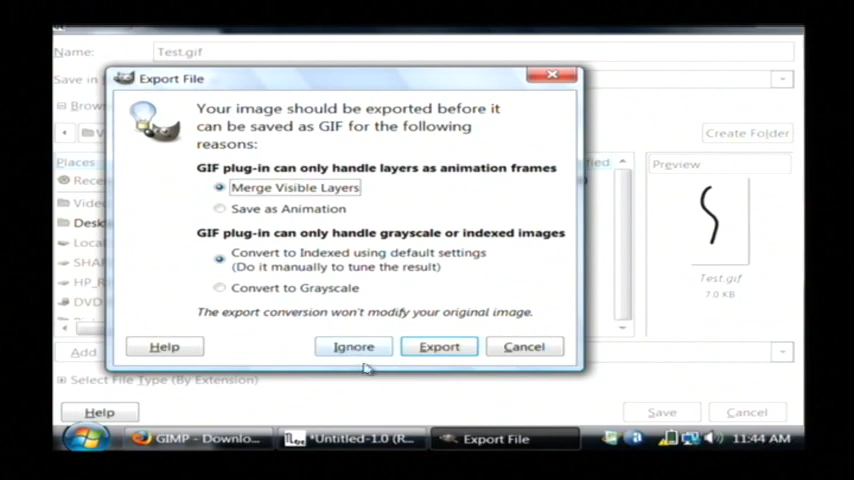 Name: Test.gif
Save in
Export File
Your image should be exported before it
can be saved as GIF for the following
reasons:
GIF plug-in can only handle layers as animation frames
Merge Visible Layers
Save as Animation
GIF plug-in can only handle grayscale or indexed images
Convert to Indexed using default settings
(Do it manually to tune the result)
Convert to Grayscale
The export conversion won't modify your original image.
Help Ignore Export Cancel
Create Folder
Places
Preview
Test.gif
7.0 KB
DVD
Add
Select File Type (By Extension)
Help Save Cancel
GIMP - Downlo... *Untitled-1.0 (R... Export File 11:44 AM